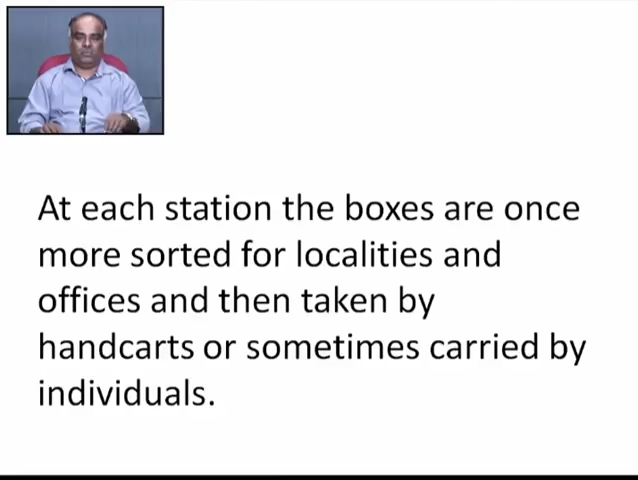 At each station the boxes are once
more sorted for localities and
offices and then taken by
handcarts or sometimes carried by
individuals.